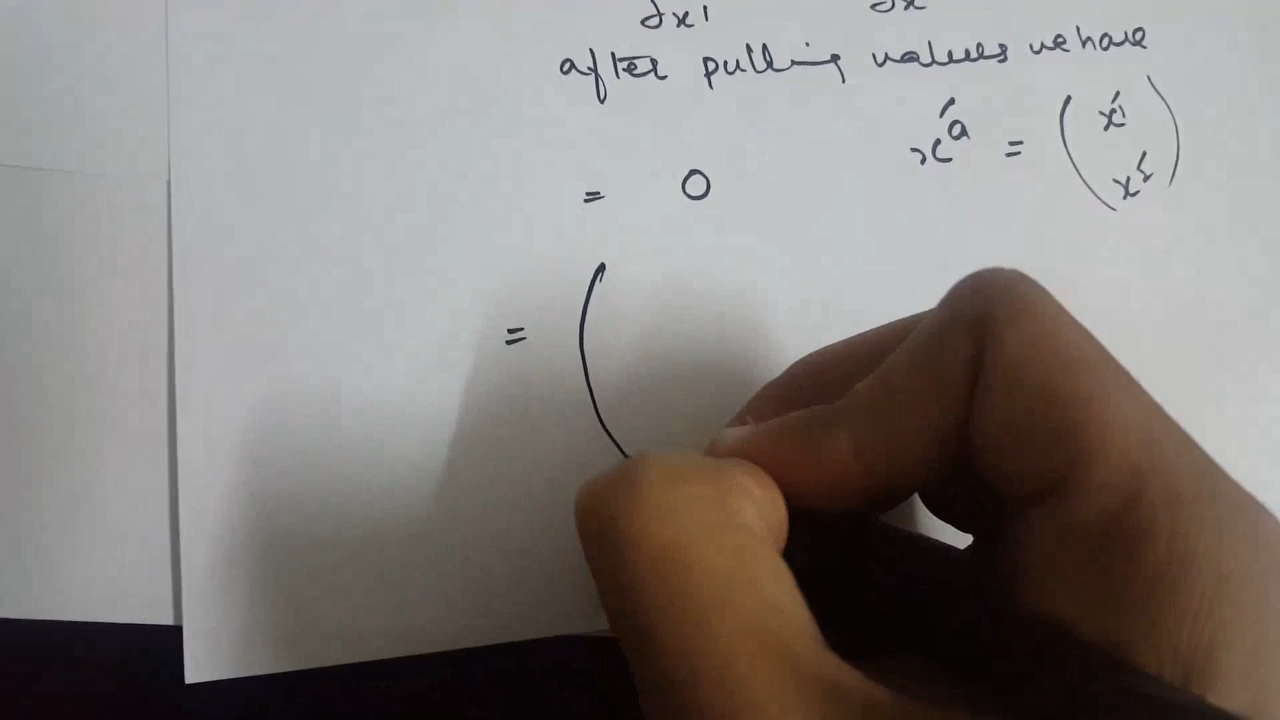 ∂x' ∂x
after putting values we have
x'ᵃ = ( x'¹
x'² )
= 0
= (